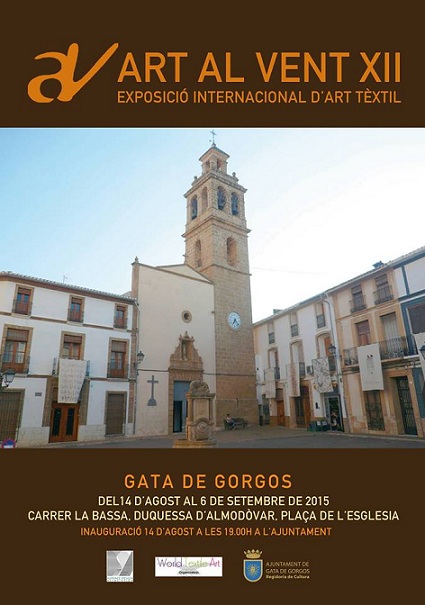 av
ART AL VENT XII
EXPOSICIÓ INTERNACIONAL D'ART TÈXTIL
GATA DE GORGOS
DEL14 D'AGOST AL 6 DE SETEMBRE DE 2015
CARRER LA BASSA, DUQUESSA D'ALMODÒVAR, PLAÇA DE L'ESGLESIA
INAUGURACIÓ 14 D'AGOST A LES 19.00H A L'AJUNTAMENT
World Textile Art
AJUNTAMENT DE
GATA DE GORGOS
Regidoria de Cultura